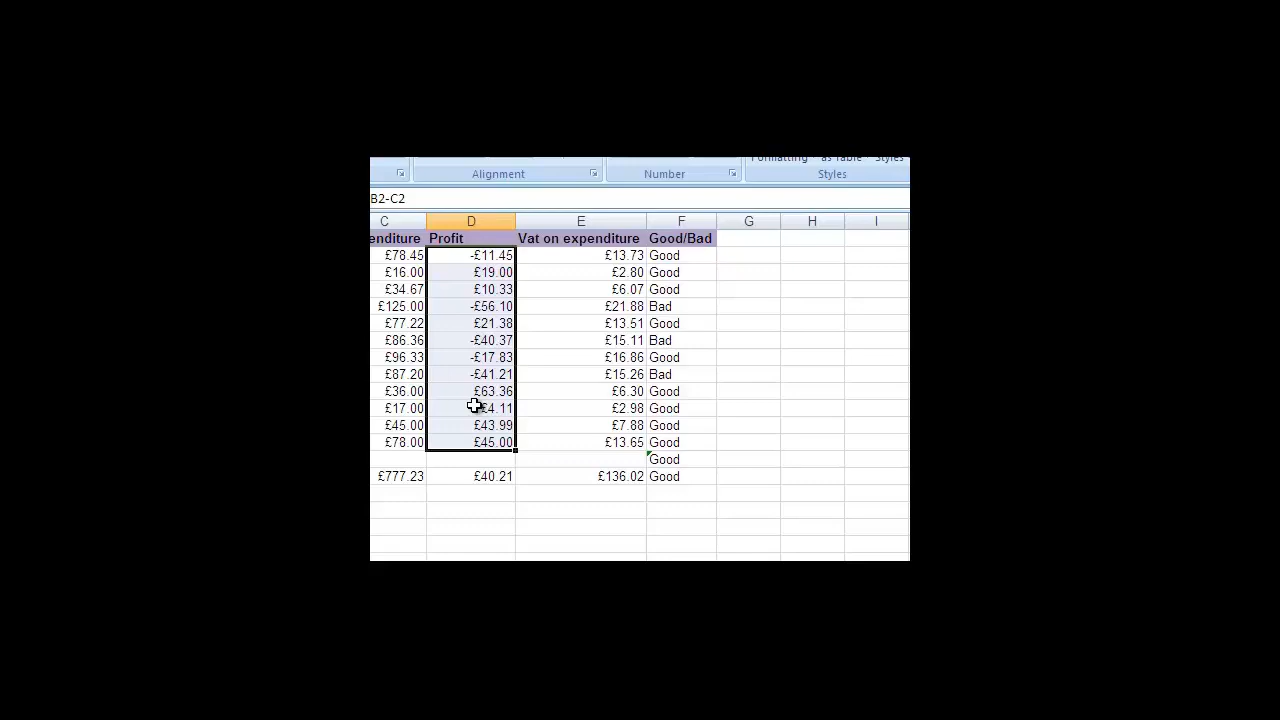 Formatting as Table Styles
Alignment Number Styles
B2-C2
C D E F G H I
enditure Profit Vat on expenditure Good/Bad
£78.45 -£11.45 £13.73 Good
£16.00 £19.00 £2.80 Good
£34.67 £10.33 £6.07 Good
£125.00 -£56.10 £21.88 Bad
£77.22 £21.38 £13.51 Good
£86.36 -£40.37 £15.11 Bad
£96.33 -£17.83 £16.86 Good
£87.20 -£41.21 £15.26 Bad
£36.00 £63.36 £6.30 Good
£17.00 £2.98 Good
£45.00 £43.99 £7.88 Good
£78.00 £45.00 £13.65 Good
Good
£777.23 £40.21 £136.02 Good